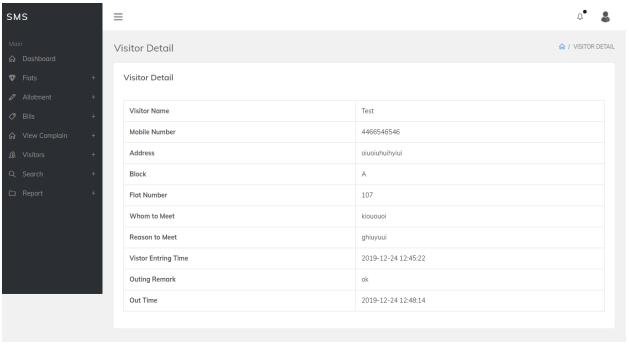 SMS
Main
Dashboard
Flats +
Allotment +
Bills +
View Complain +
Visitors +
Search +
Report +
Visitor Detail
/ VISITOR DETAIL
Visitor Detail
Visitor Name Test
Mobile Number 4466546546
Address oiuoiuhuihyiui
Block A
Flat Number 107
Whom to Meet kiouououoi
Reason to Meet ghiuyuui
Vistor Entring Time 2019-12-24 12:45:22
Outing Remark ok
Out Time 2019-12-24 12:48:14